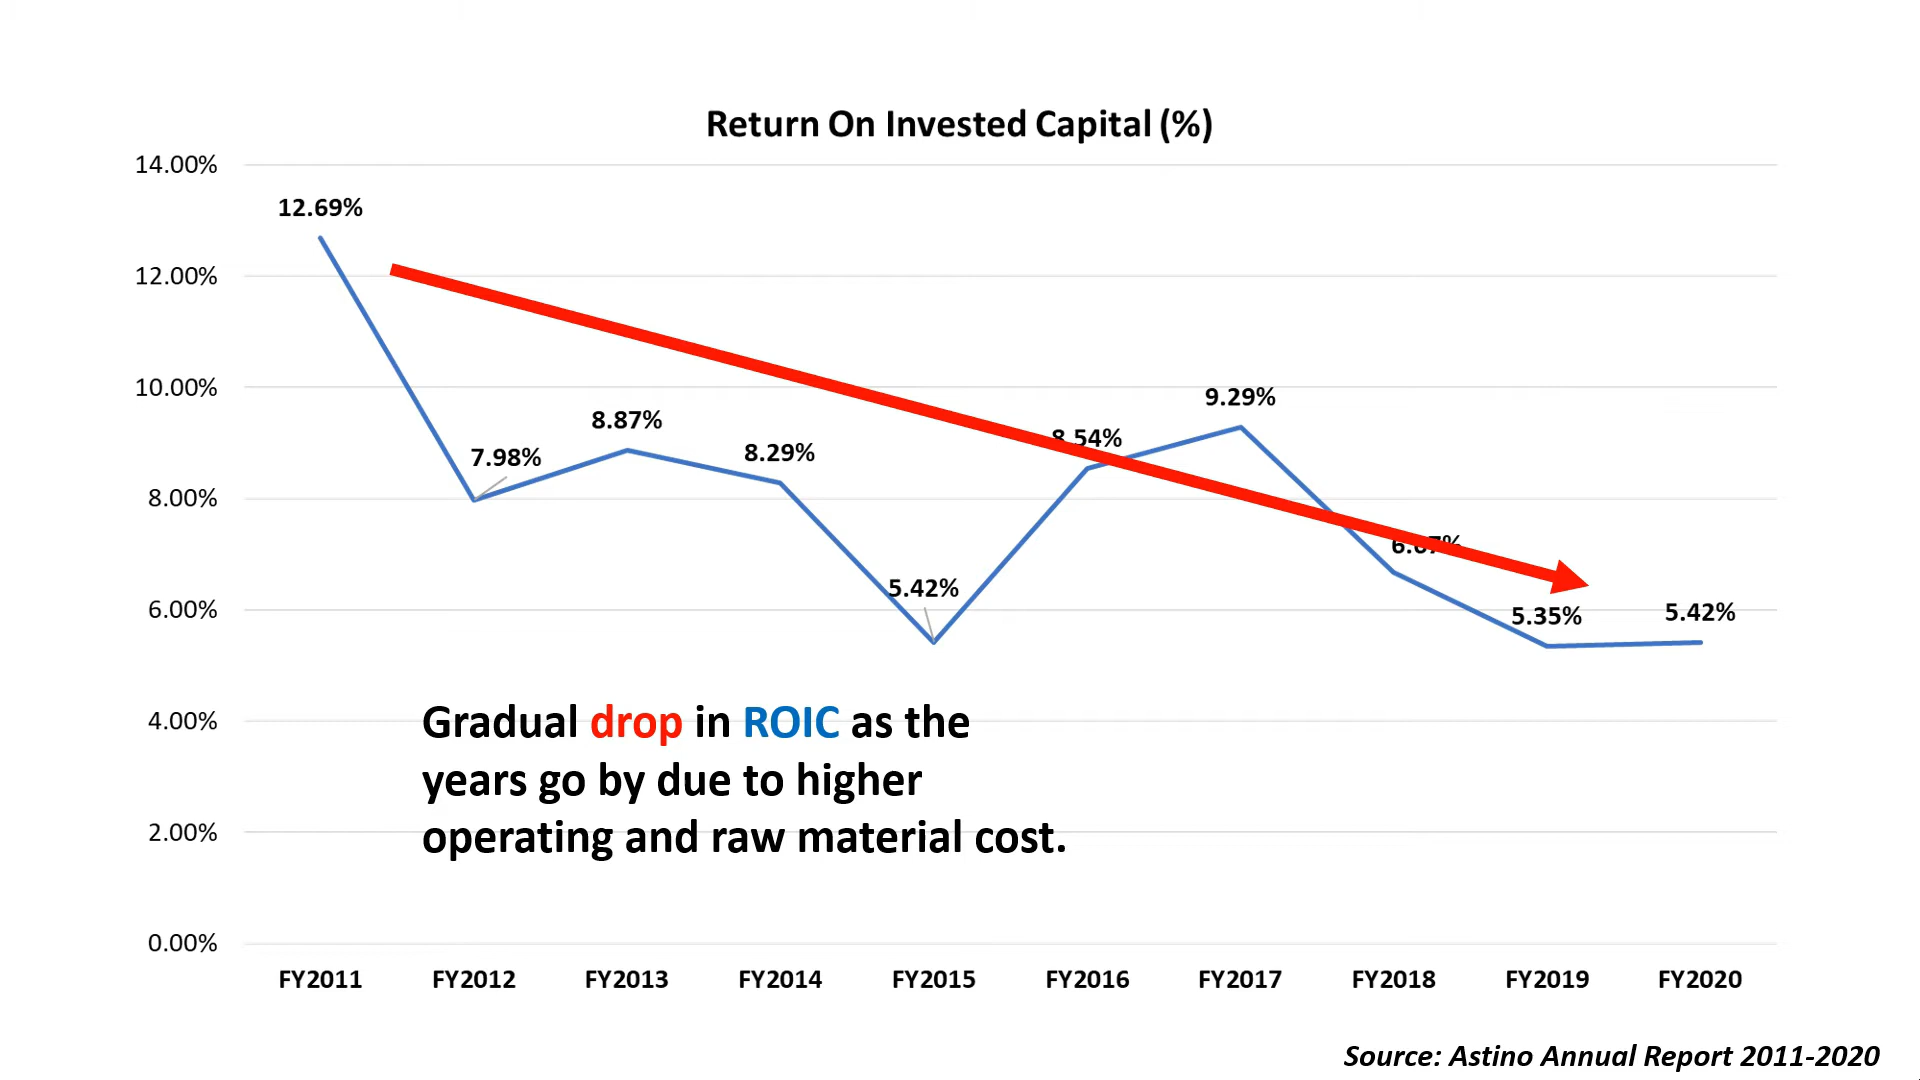 Return On Invested Capital (%)
14.00%
12.69%
12.00%
10.00%
9.29%
8.87%
8.54%
8.29%
7.98%
8.00%
5.42%
6.00%
5.35%
5.42%
4.00%
Gradual drop in ROIC as the
years go by due to higher
operating and raw material cost.
2.00%
0.00%
FY2011 FY2012 FY2013 FY2014 FY2015 FY2016 FY2017 FY2018 FY2019 FY2020
Source: Astino Annual Report 2011-2020